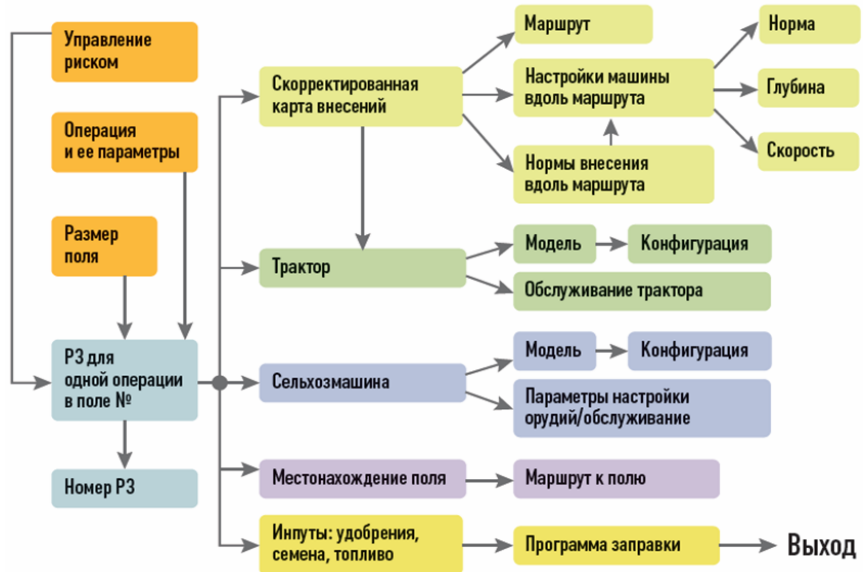 Управление
риском
Операция
и ее параметры
Размер
поля
РЗ для
одной операции
в поле №
Номер РЗ
Скорректированная
карта внесений
Маршрут
Настройки машины
вдоль маршрута
Нормы внесения
вдоль маршрута
Норма
Глубина
Скорость
Трактор
Модель
Конфигурация
Обслуживание трактора
Сельхозмашина
Модель
Конфигурация
Параметры настройки
орудий/обслуживание
Местонахождение поля
Маршрут к полю
Инпуты: удобрения,
семена, топливо
Программа заправки
Выход